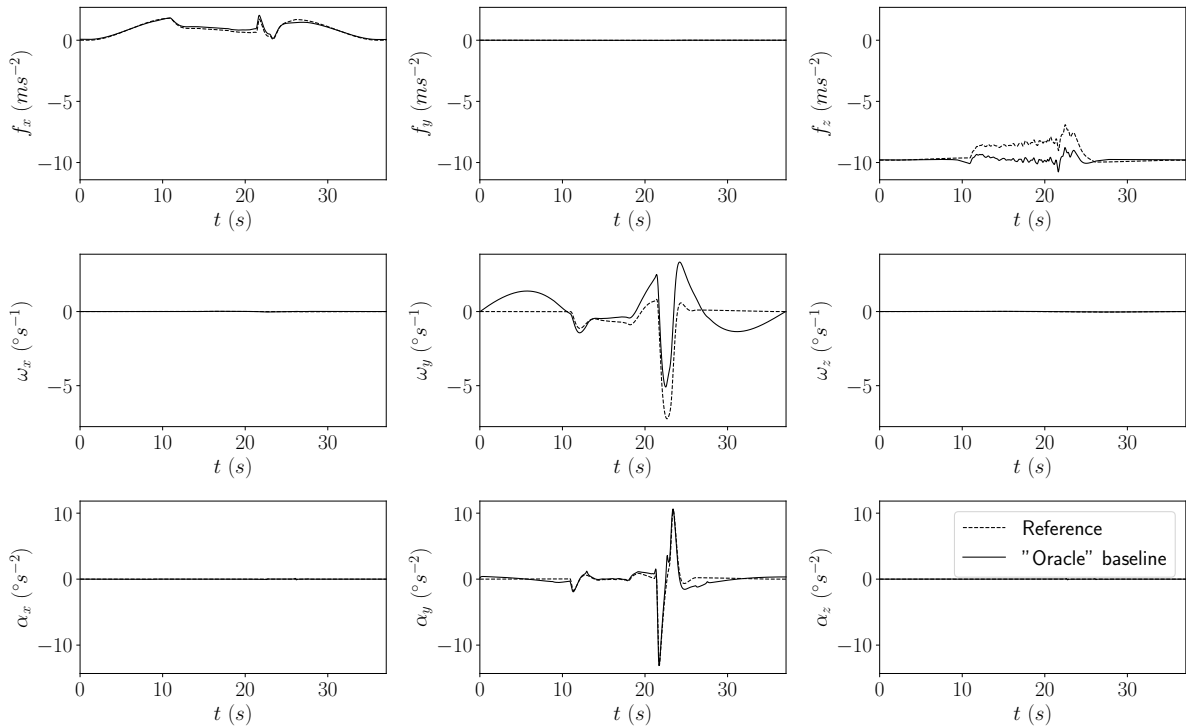 0
−5
−10
f_x (ms^{−2})
0 10 20 30
t (s)
0
−5
−10
f_y (ms^{−2})
0 10 20 30
t (s)
0
−5
−10
f_z (ms^{−2})
0 10 20 30
t (s)
0
−5
ω_x (°s^{−1})
0 10 20 30
t (s)
0
−5
ω_y (°s^{−1})
0 10 20 30
t (s)
0
−5
ω_z (°s^{−1})
0 10 20 30
t (s)
10
0
−10
α_x (°s^{−2})
0 10 20 30
t (s)
10
0
−10
α_y (°s^{−2})
0 10 20 30
t (s)
10
0
−10
α_z (°s^{−2})
0 10 20 30
t (s)
Reference
”Oracle” baseline